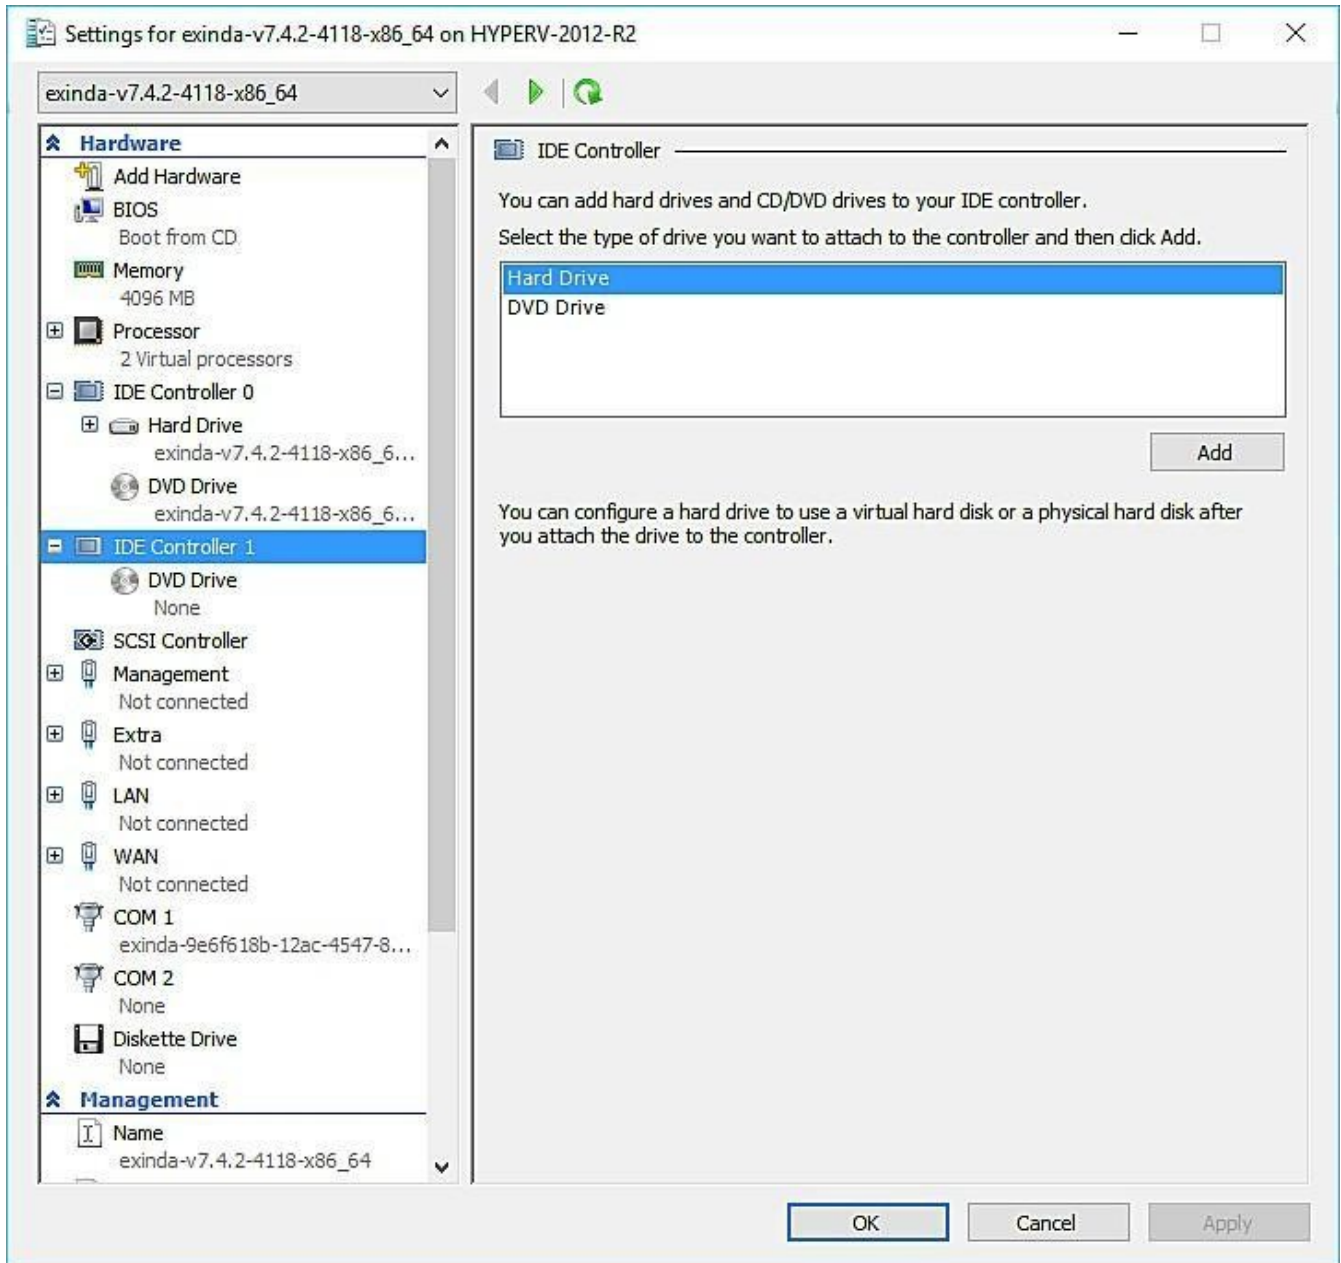 Settings for exinda-v7.4.2-4118-x86_64 on HYPERV-2012-R2
exinda-v7.4.2-4118-x86_64
Hardware
Add Hardware
BIOS
Boot from CD
Memory
4096 MB
Processor
2 Virtual processors
IDE Controller 0
Hard Drive
exinda-v7.4.2-4118-x86_6...
DVD Drive
exinda-v7.4.2-4118-x86_6...
IDE Controller 1
DVD Drive
None
SCSI Controller
Management
Not connected
Extra
Not connected
LAN
Not connected
WAN
Not connected
COM 1
exinda-9e6f618b-12ac-4547-8...
COM 2
None
Diskette Drive
None
Management
Name
exinda-v7.4.2-4118-x86_64
IDE Controller
You can add hard drives and CD/DVD drives to your IDE controller.
Select the type of drive you want to attach to the controller and then click Add.
Hard Drive
DVD Drive
Add
You can configure a hard drive to use a virtual hard disk or a physical hard disk after
you attach the drive to the controller.
OK
Cancel
Apply